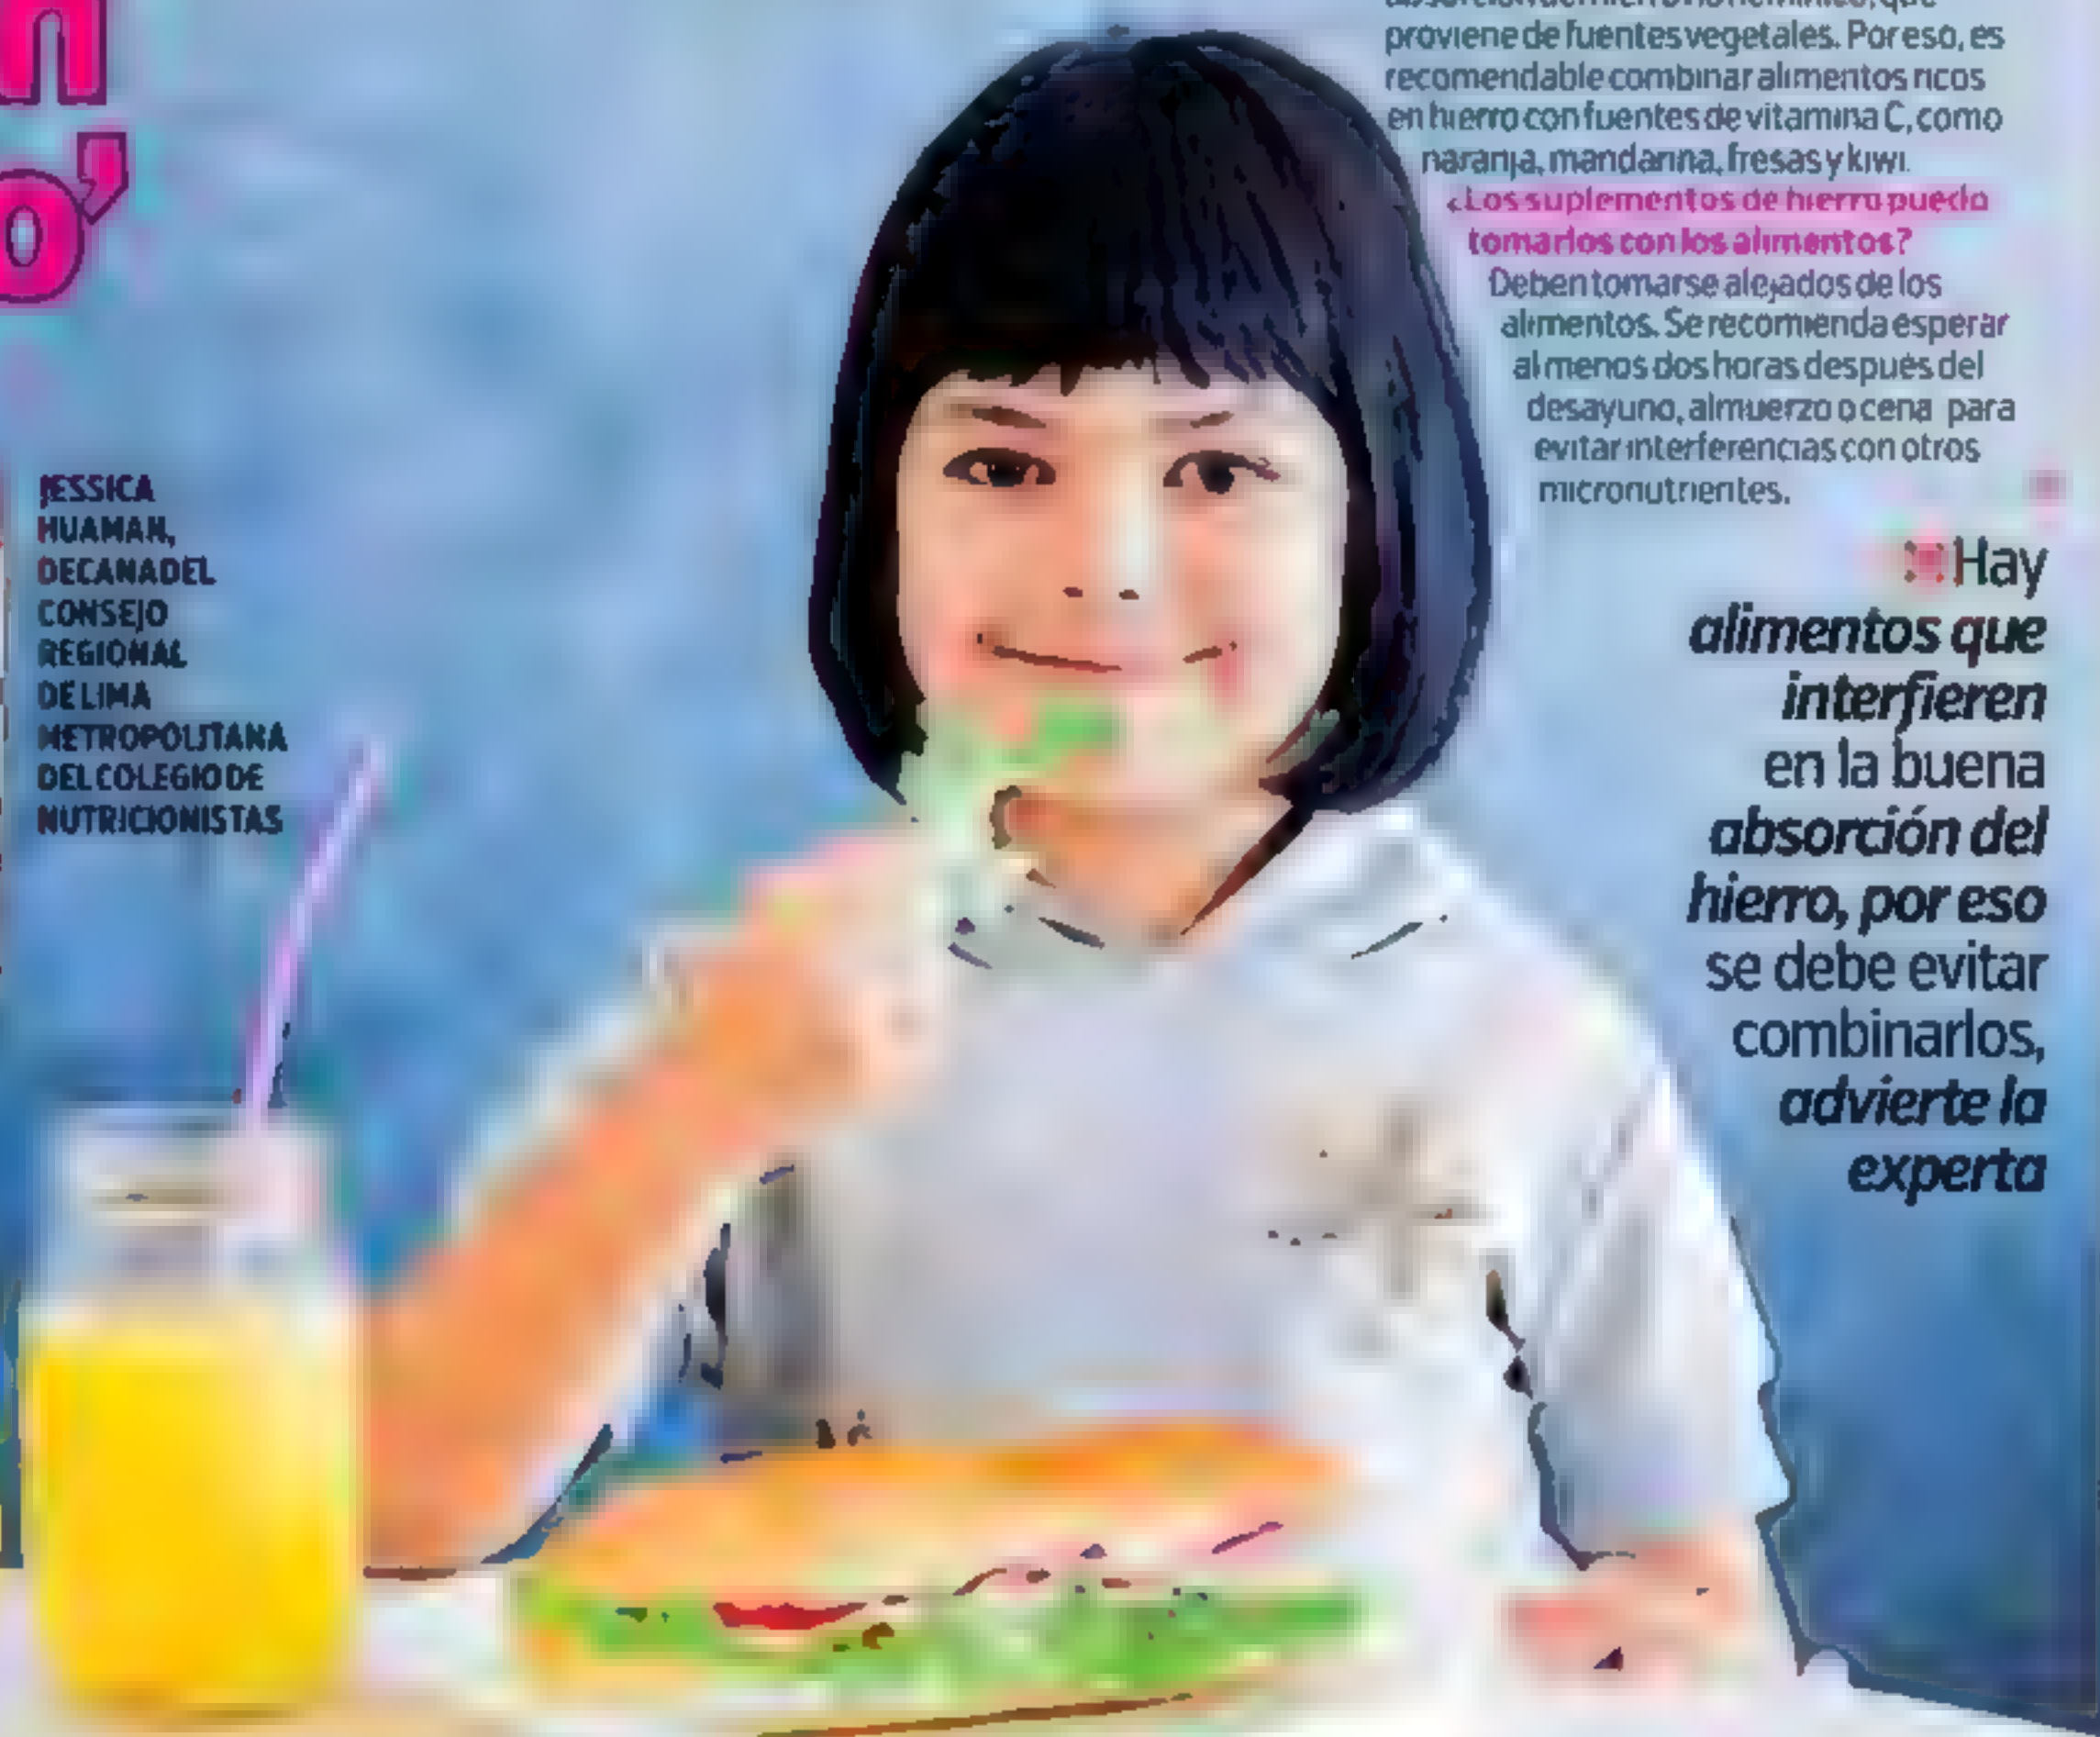 proviene de fuentes vegetales. Por eso, es
recomendable combinar alimentos ricos
en hierro con fuentes de vitamina C, como
naranja, mandarina, fresas y kiwi.
¿Los suplementos de hierro puedo
tomarlos con los alimentos?
Deben tomarse alejados de los
alimentos. Se recomienda esperar
al menos dos horas después del
desayuno, almuerzo o cena para
evitar interferencias con otros
micronutrientes.
JESSICA
HUAMAN,
DECANA DEL
CONSEJO
REGIONAL
DE LIMA
METROPOLITANA
DEL COLEGIO DE
NUTRICIONISTAS
Hay
alimentos que
interfieren
en la buena
absorción del
hierro, por eso
se debe evitar
combinarlos,
advierte la
experta